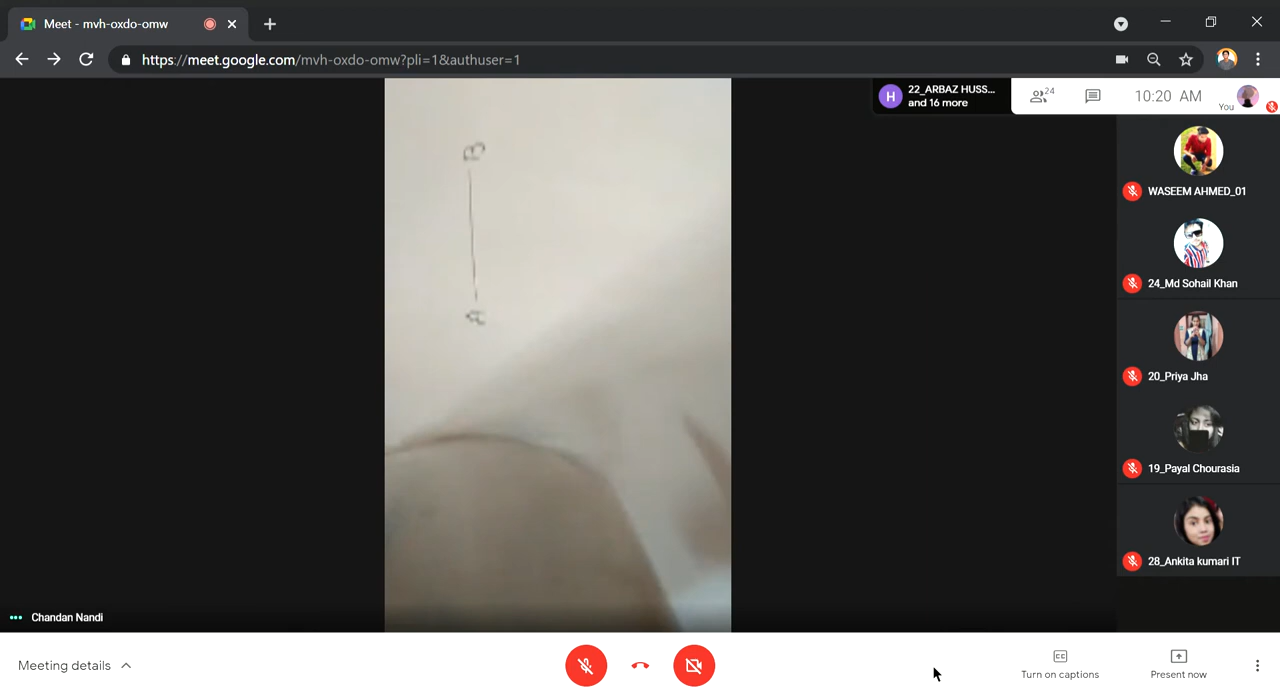 Meet - mvh-oxdo-omw
https://meet.google.com/mvh-oxdo-omw?pli=1&authuser=1
H
22_ARBAZ HUSS...
and 16 more
24
10:20 AM
You
B
A
WASEEM AHMED_01
24_Md Sohail Khan
20_Priya Jha
19_Payal Chourasia
28_Ankita kumari IT
Chandan Nandi
Meeting details
CC
Turn on captions
Present now